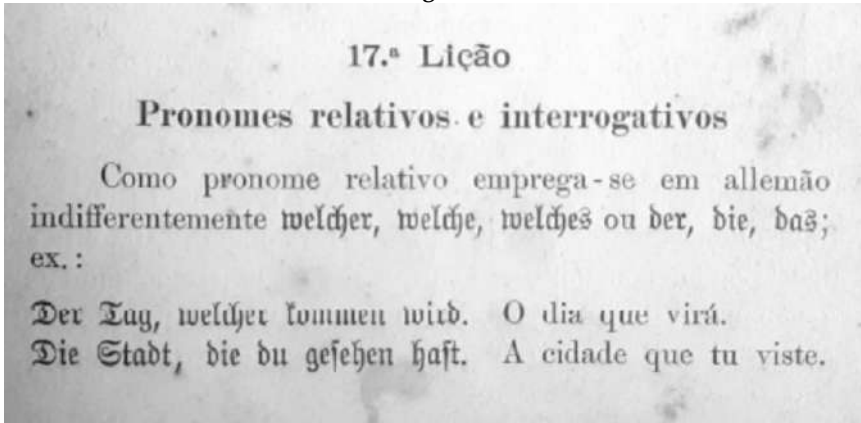 17.ª Lição
Pronomes relativos e interrogativos
Como pronome relativo emprega-se em allemão
indifferentemente welcher, welche, welches ou der, die, das;
ex.:
Der Tag, welcher kommen wird. O dia que virá.
Die Stadt, die du gesehen hast. A cidade que tu viste.